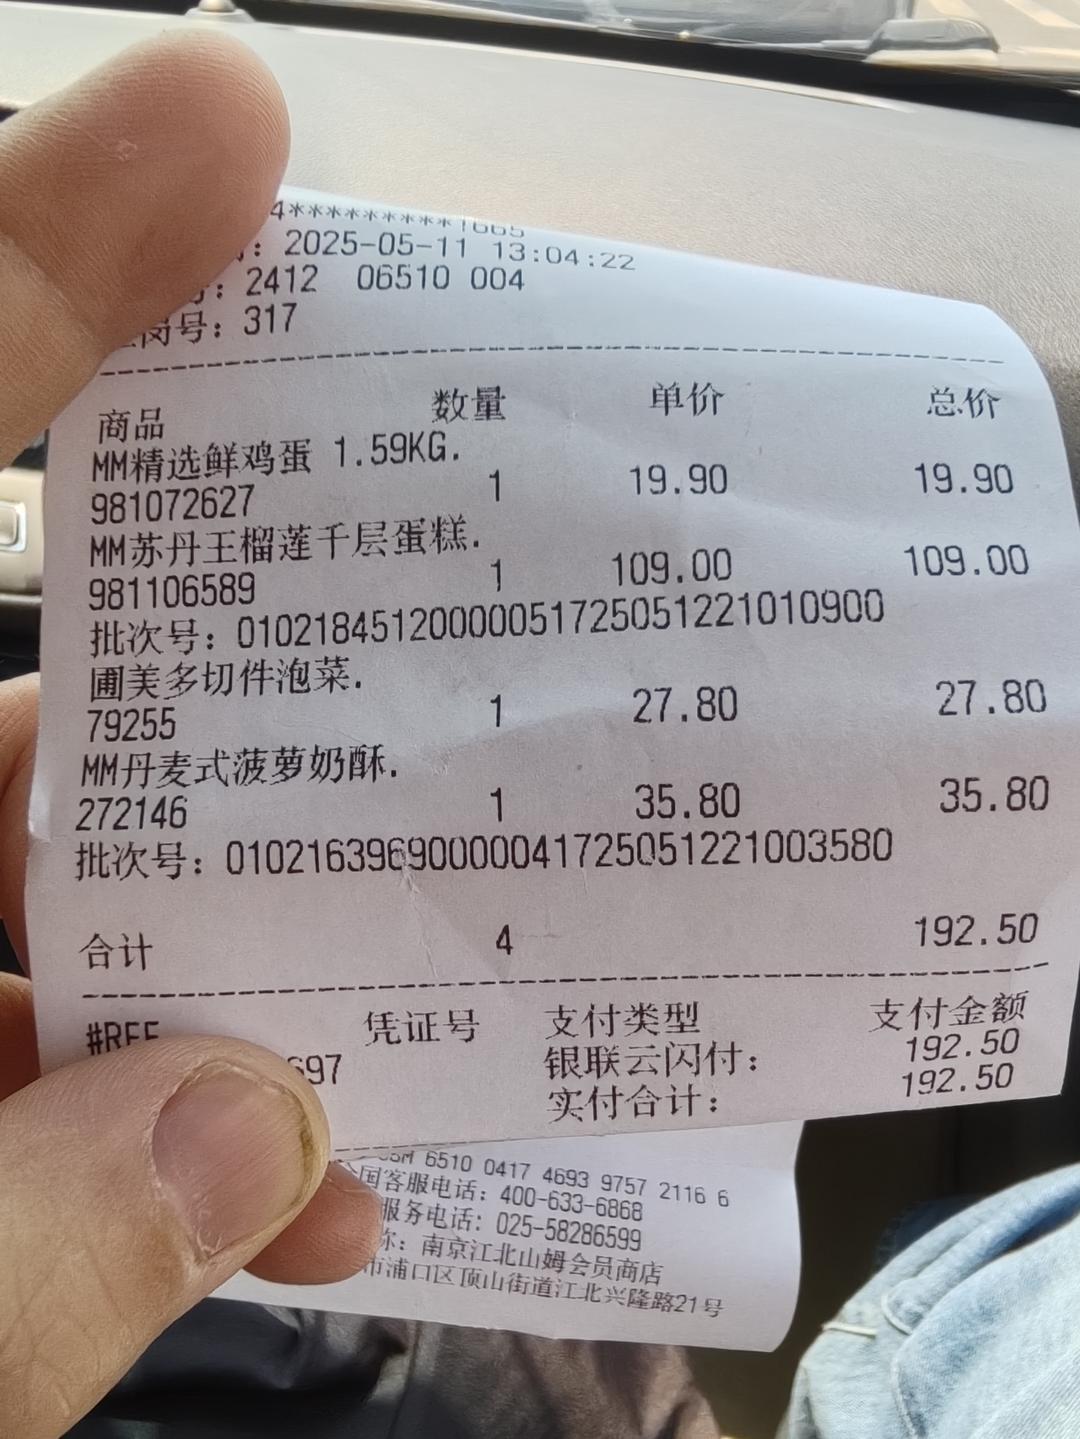 4*********1665
: 2025-05-11 13:04:22
号: 2412 06510 004
岗号: 317
商品 数量 单价 总价
MM精选鲜鸡蛋 1.59KG.
981072627 1 19.90 19.90
MM苏丹王榴莲千层蛋糕.
981106589 1 109.00 109.00
批次号: 0102184512000005172505122101090​0
圃美多切件泡菜.
79255 1 27.80 27.80
MM丹麦式菠萝奶酥.
272146 1 35.80 35.80
批次号: 01021639690000041725051221003580
合计 4 192.50
#REF 凭证号 支付类型 支付金额
697 银联云闪付: 192.50
实付合计: 192.50
6510 0417 4693 9757 2116 6
全国客服电话: 400-633-6868
服务电话: 025-58286599
称: 南京江北山姆会员商店
市浦口区顶山街道江北兴隆路21号